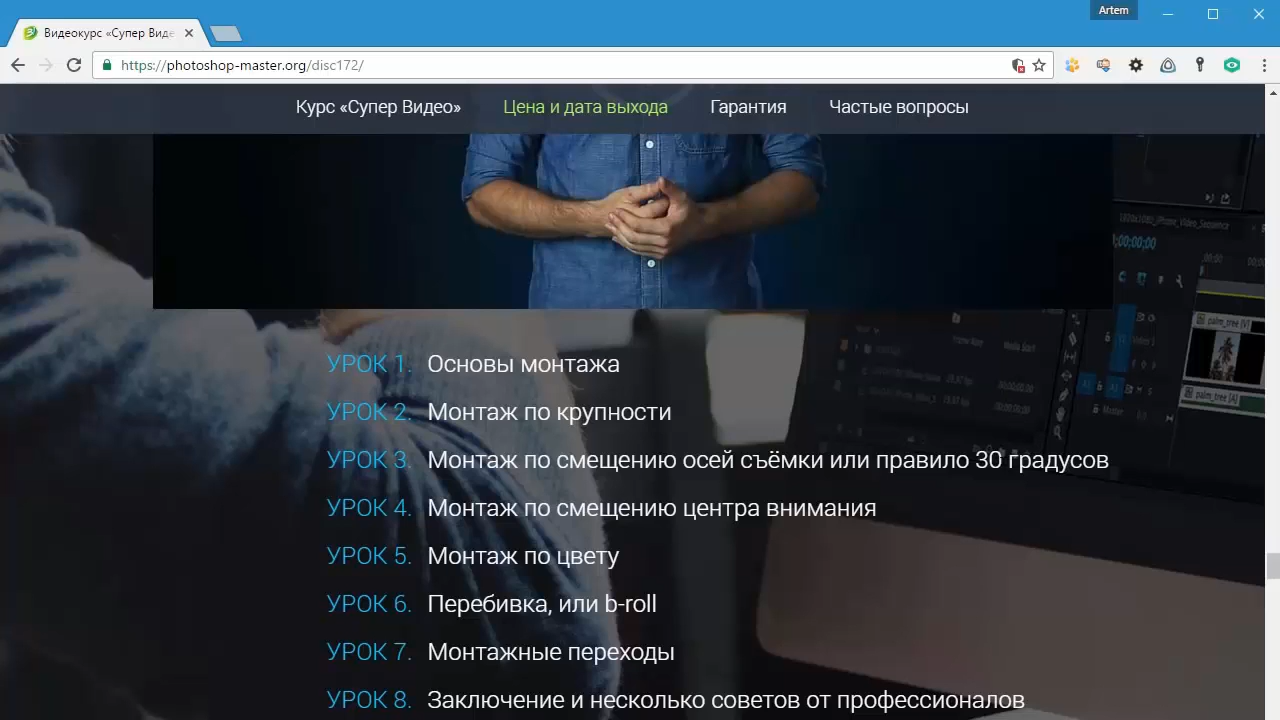 Artem
Видеокурс «Супер Виде
https://photoshop-master.org/disc172/
Курс «Супер Видео» Цена и дата выхода Гарантия Частые вопросы
УРОК 1. Основы монтажа
УРОК 2. Монтаж по крупности
УРОК 3. Монтаж по смещению осей съёмки или правило 30 градусов
УРОК 4. Монтаж по смещению центра внимания
УРОК 5. Монтаж по цвету
УРОК 6. Перебивка, или b-roll
УРОК 7. Монтажные переходы
УРОК 8. Заключение и несколько советов от профессионалов
palm_tree [V]
palm_tree [A]